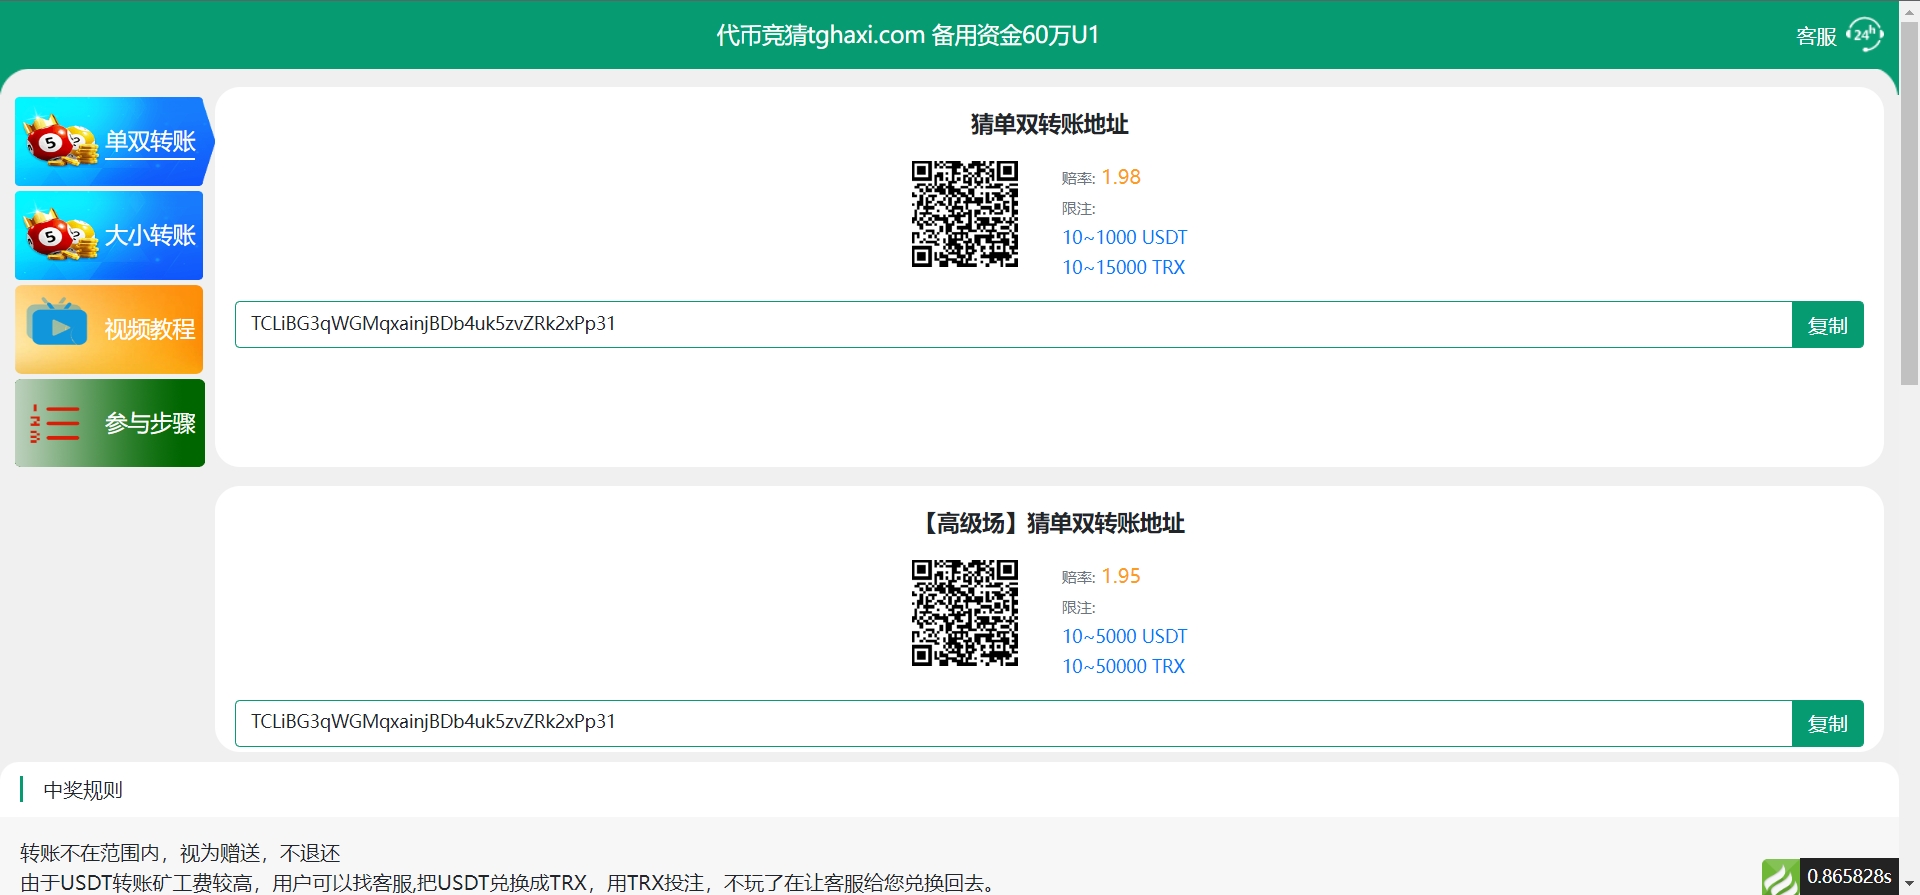 代币竞猜tghaxi.com 备用资金60万U1
客服
24h
单双转账
大小转账
视频教程
参与步骤
猜单双转账地址
赔率: 1.98
限注:
10~1000 USDT
10~15000 TRX
TCLiBG3qWGMqxainjBDb4uk5zvZRk2xPp31
复制
【高级场】猜单双转账地址
赔率: 1.95
限注:
10~5000 USDT
10~50000 TRX
TCLiBG3qWGMqxainjBDb4uk5zvZRk2xPp31
复制
中奖规则
转账不在范围内，视为赠送，不退还
由于USDT转账矿工费较高，用户可以找客服,把USDT兑换成TRX，用TRX投注，不玩了在让客服给您兑换回去。
0.865828s